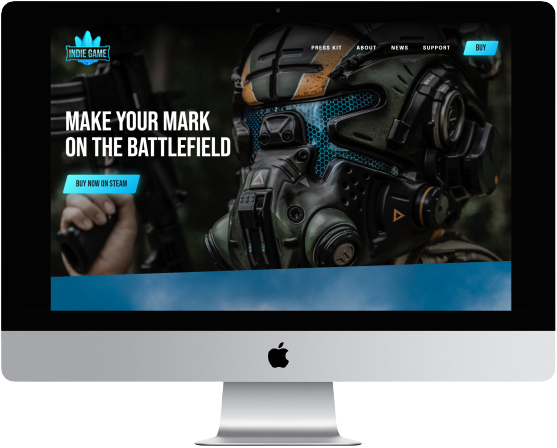 INDIE GAME
PRESS KIT
ABOUT
NEWS
SUPPORT
BUY
MAKE YOUR MARK
ON THE BATTLEFIELD
BUY NOW ON STEAM